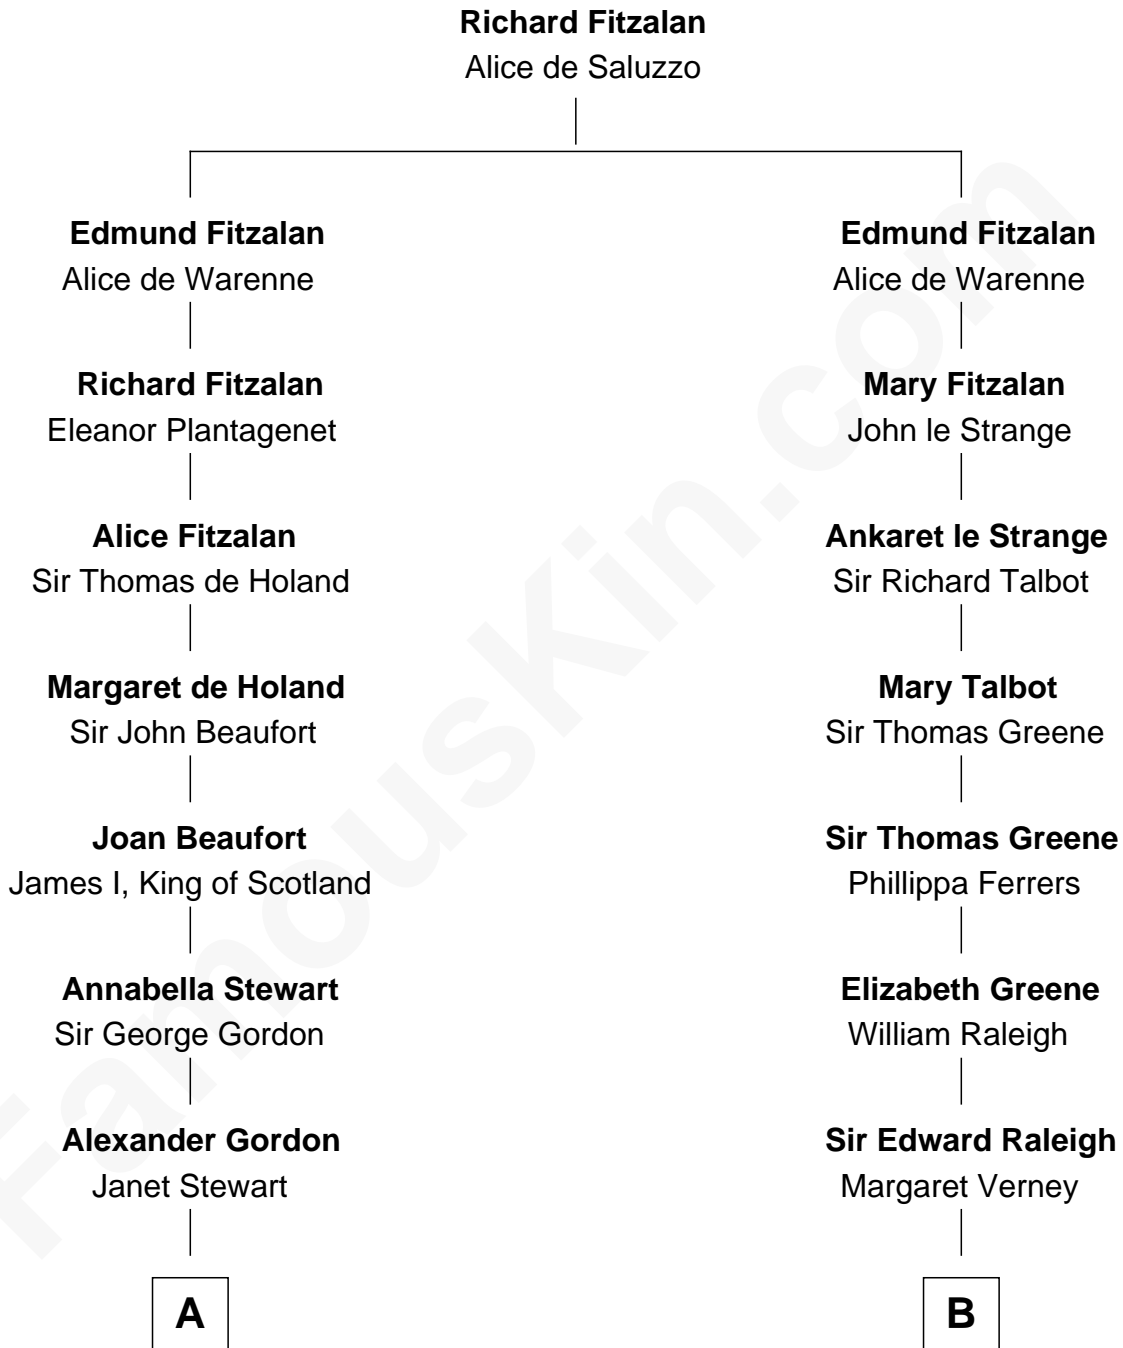 Richard Fitzalan
Alice de Saluzzo
Edmund Fitzalan
Alice de Warenne
Richard Fitzalan
Eleanor Plantagenet
Alice Fitzalan
Sir Thomas de Holand
Margaret de Holand
Sir John Beaufort
Joan Beaufort
James I, King of Scotland
Annabella Stewart
Sir George Gordon
Alexander Gordon
Janet Stewart
A
Edmund Fitzalan
Alice de Warenne
Mary Fitzalan
John le Strange
Ankaret le Strange
Sir Richard Talbot
Mary Talbot
Sir Thomas Greene
Sir Thomas Greene
Phillippa Ferrers
Elizabeth Greene
William Raleigh
Sir Edward Raleigh
Margaret Verney
B
FamousKin.com